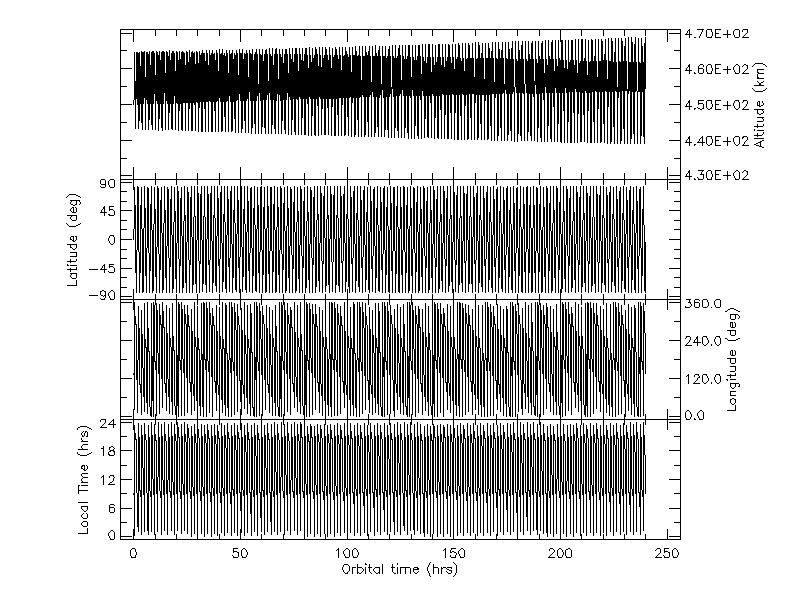 4.70E+02
4.60E+02
4.50E+02
4.40E+02
4.30E+02
Altitude (km)
90
45
0
−45
−90
Latitude (deg)
360.0
240.0
120.0
0.0
Longitude (deg)
24
18
12
6
0
Local Time (hrs)
0 50 100 150 200 250
Orbital time (hrs)